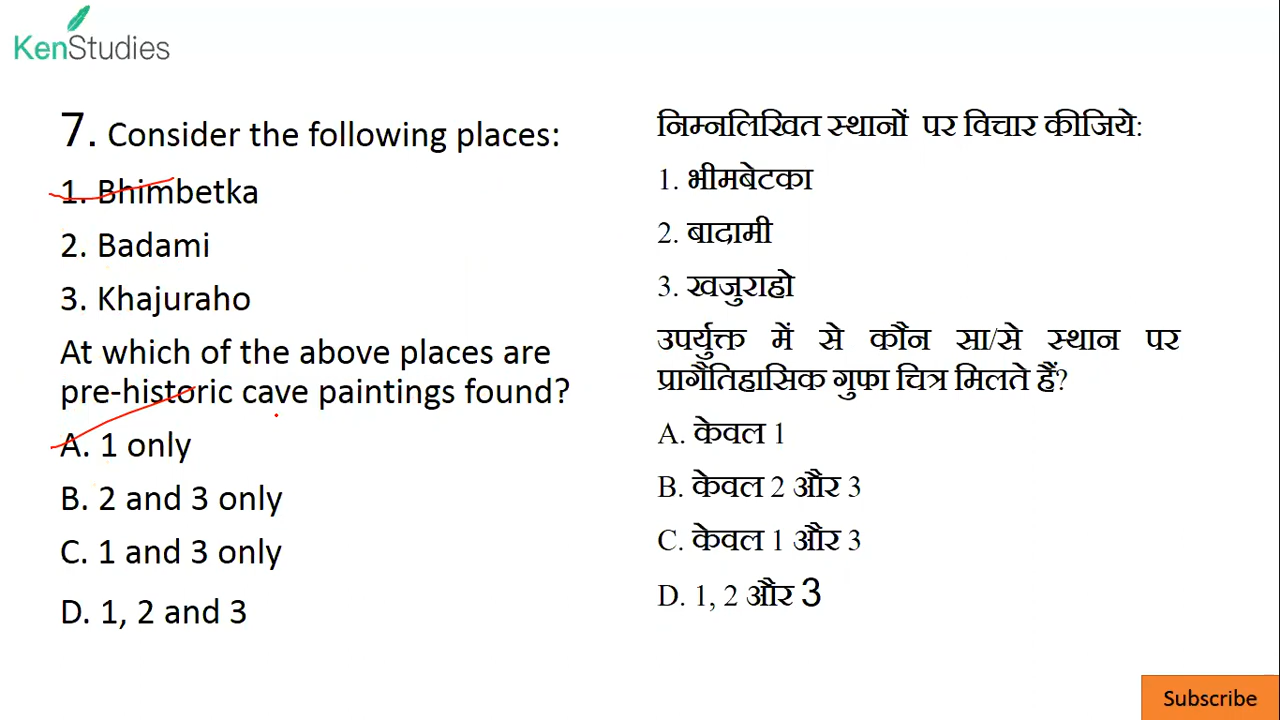 KenStudies
7. Consider the following places:
1. Bhimbetka
2. Badami
3. Khajuraho
At which of the above places are
pre-historic cave paintings found?
A. 1 only
B. 2 and 3 only
C. 1 and 3 only
D. 1, 2 and 3
निम्नलिखित स्थानों पर विचार कीजिये:
1. भीमबेटका
2. बादामी
3. खजुराहो
उपर्युक्त में से कौन सा/से स्थान पर
प्रागैतिहासिक गुफा चित्र मिलते हैं?
A. केवल 1
B. केवल 2 और 3
C. केवल 1 और 3
D. 1, 2 और 3
Subscribe